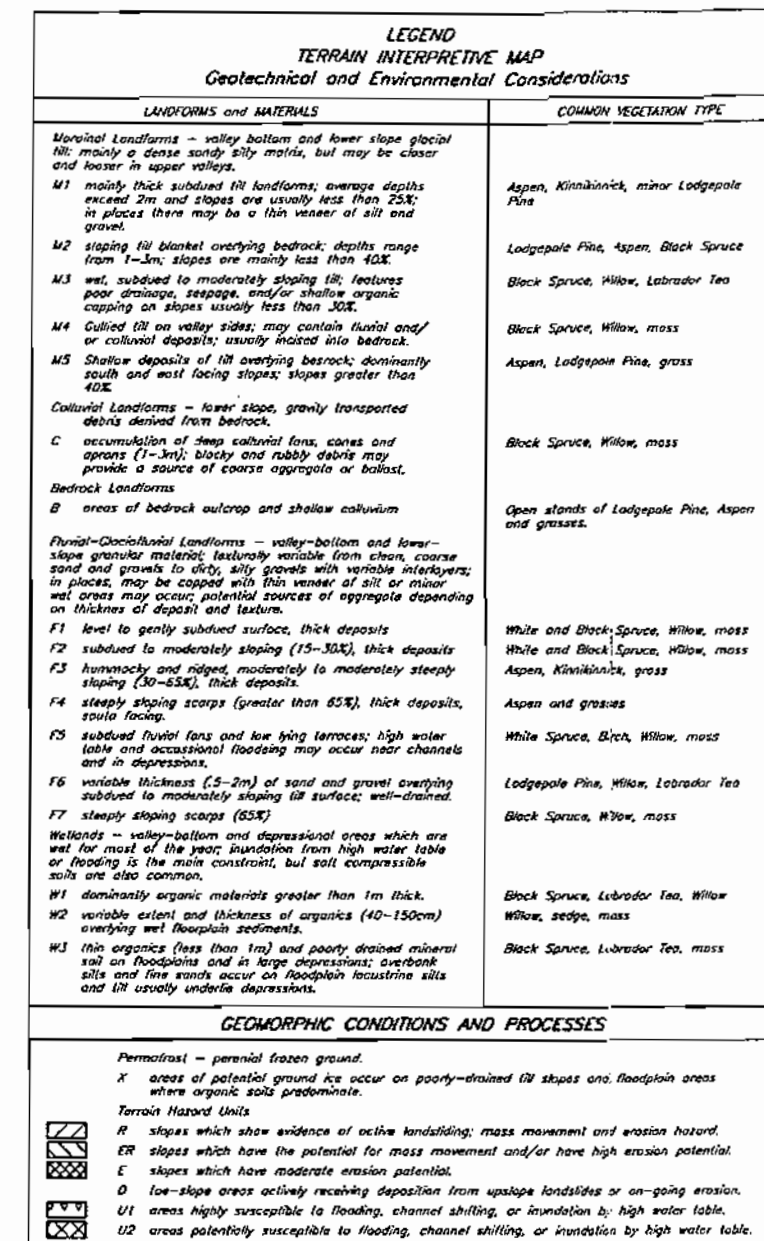 LEGEND
TERRAIN INTERPRETIVE MAP
Geotechnical and Environmental Considerations
LANDFORMS and MATERIALS
COMMON VEGETATION TYPE
Morainal Landforms – valley bottom and lower slope glacial
till; mainly a dense sandy silty matrix, but may be closer
and looser in upper valleys.
M1 mainly thick subdued till landforms; average depths
exceed 2m and slopes are usually less than 25%;
in places there may be a thin veneer of silt and
gravel.
Aspen, Kinnikinnick, minor Lodgepole
Pine
M2 sloping till blanket overlying bedrock; depths range
from 1-3m; slopes are mainly less than 40%.
Lodgepole Pine, Aspen, Black Spruce
M3 wet, subdued to moderately sloping till; features
poor drainage, seepage, and/or shallow organic
capping on slopes usually less than 30%.
Black Spruce, Willow, Labrador Tea
M4 Gullied till on valley sides; may contain fluvial and/
or colluvial deposits; usually incised into bedrock.
Black Spruce, Willow, moss
M5 Shallow deposits of till overlying besrock; dominantly
south and east facing slopes; slopes greater than
40%
Aspen, Lodgepole Pine, grass
Colluvial Landforms – lower slope, gravity transported
debris derived from bedrock.
C accumulation of deep colluvial fans, cones and
aprons (1-3m); blocky and rubbly debris may
provide a source of coarse aggregate or ballast.
Black Spruce, Willow, moss
Bedrock Landforms
B areas of bedrock outcrop and shallow colluvium
Open stands of Lodgepole Pine, Aspen
and grasses.
Fluvial-Glaciofluvial Landforms – valley-bottom and lower-
slope granular material; texturally variable from clean, coarse
sand and gravels to dirty, silty gravels with variable interlayers;
in places, may be capped with thin veneer of silt or minor
wet areas may occur; potential sources of aggregate depending
on thicknes of deposit and texture.
F1 level to gently subdued surface, thick deposits
White and Black Spruce, Willow, moss
F2 subdued to moderately sloping (15-30%), thick deposits
White and Black Spruce, Willow, moss
F3 hummocky and ridged, moderately to moderately steeply
sloping (30-65%), thick deposits.
Aspen, Kinnikinnick, grass
F4 steeply sloping scarps (greater than 65%), thick deposits,
south facing.
Aspen and grasses
F5 subdued fluvial fans and low lying terraces; high water
table and occassional floodeing may occur near channels
and in depressions.
White Spruce, Birch, Willow, moss
F6 variable thickness (.5-2m) of sand and gravel overlying
subdued to moderately sloping till surface; well-drained.
Lodgepole Pine, Willow, Labrador Tea
F7 steeply sloping scarps (65%)
Black Spruce, Willow, moss
Wetlands – valley-bottom and depressional areas which are
wet for most of the year; inundation from high water table
or flooding is the main constraint, but soft compressible
soils are also common.
W1 dominantly organic materials greater than 1m thick.
Black Spruce, Labrador Tea, Willow
W2 variable extent and thickness of organics (40-150cm)
overlying wet floorplain sediments.
Willow, sedge, moss
W3 thin organics (less than 1m) and poorly drained mineral
soil on floodplains and in large depressions; overbank
silts and fine sands occur on floodplain lacustrine silts
and till usually underlie depressions.
Black Spruce, Labrador Tea, moss
GEOMORPHIC CONDITIONS AND PROCESSES
Permafrost – perenial frozen ground.
X areas of potential ground ice occur on poorly-drained till slopes and floodplain areas
where organic soils predominate.
Terrain Hazard Units
R slopes which show evidence of active landsliding; mass movement and erosion hazard.
ER slopes which have the potential for mass movement and/or have high erosion potential.
E slopes which have moderate erosion potential.
D toe-slope areas actively receiving deposition from upslope landslides or on-going erosion.
U1 areas highly susceptible to flooding, channel shifting, or inundation by high water table.
U2 areas potentially susceptible to flooding, channel shifting, or inundation by high water table.